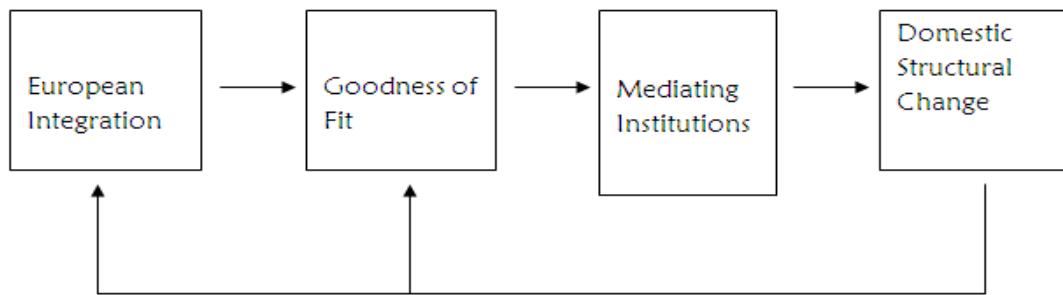 European
Integration
Goodness of
Fit
Mediating
Institutions
Domestic
Structural
Change